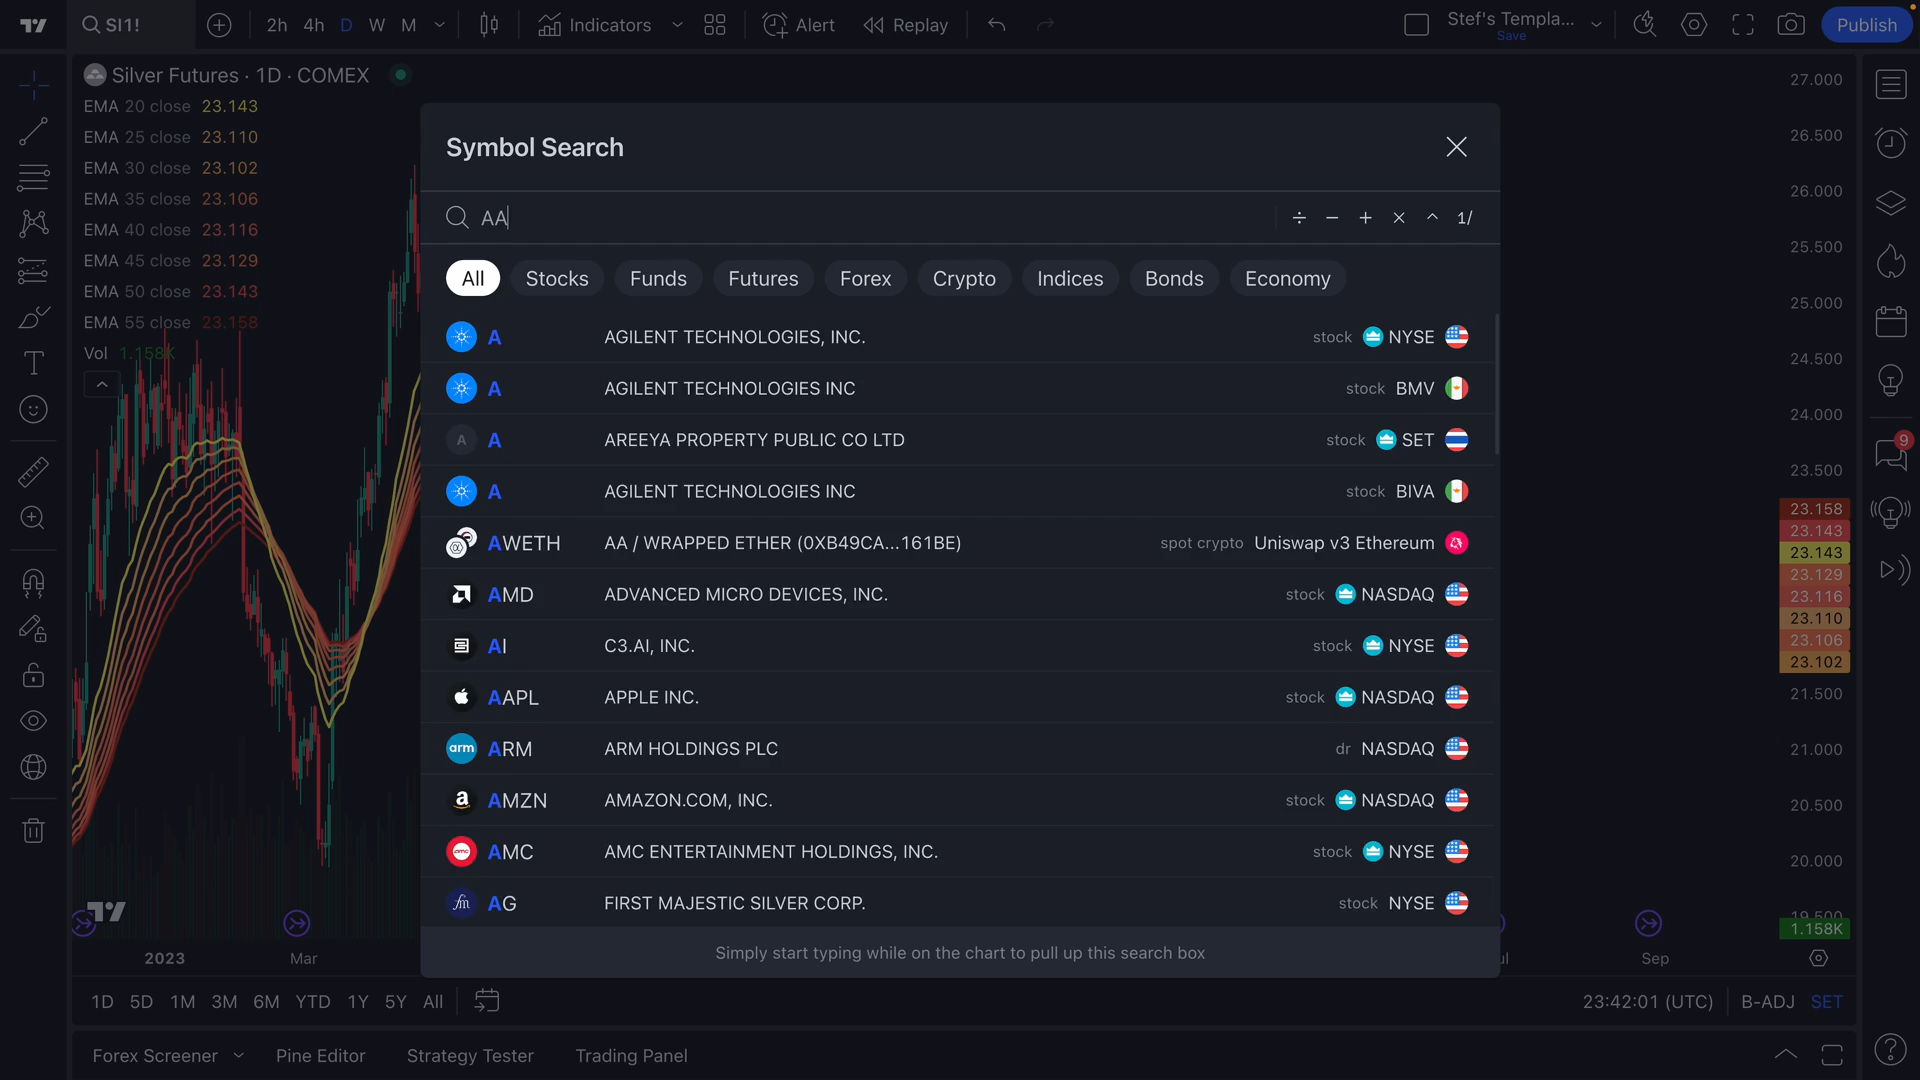 SI1!
2h 4h D W M
Indicators
Alert
Replay
Stef's Templa...
Save
Publish
Silver Futures · 1D · COMEX
EMA 20 close 23.143
EMA 25 close 23.110
EMA 30 close 23.102
EMA 35 close 23.106
EMA 40 close 23.116
EMA 45 close 23.129
EMA 50 close 23.143
EMA 55 close 23.158
Vol 1.158K
Symbol Search
AA
÷ − + × ^ 1/
All Stocks Funds Futures Forex Crypto Indices Bonds Economy
A AGILENT TECHNOLOGIES, INC. stock NYSE
A AGILENT TECHNOLOGIES INC stock BMV
A A AREEYA PROPERTY PUBLIC CO LTD stock SET
A AGILENT TECHNOLOGIES INC stock BIVA
AWETH AA / WRAPPED ETHER (0XB49CA...161BE) spot crypto Uniswap v3 Ethereum
AMD ADVANCED MICRO DEVICES, INC. stock NASDAQ
AI C3.AI, INC. stock NYSE
AAPL APPLE INC. stock NASDAQ
arm ARM ARM HOLDINGS PLC dr NASDAQ
a AMZN AMAZON.COM, INC. stock NASDAQ
amc AMC AMC ENTERTAINMENT HOLDINGS, INC. stock NYSE
fm AG FIRST MAJESTIC SILVER CORP. stock NYSE
Simply start typing while on the chart to pull up this search box
27.000
26.500
26.000
25.500
25.000
24.500
24.000
23.500
23.158
23.143
23.143
23.129
23.116
23.110
23.106
23.102
21.500
21.000
20.500
20.000
19.500
1.158K
9
2023 Mar ul Sep
1D 5D 1M 3M 6M YTD 1Y 5Y All
23:42:01 (UTC) B-ADJ SET
Forex Screener Pine Editor Strategy Tester Trading Panel